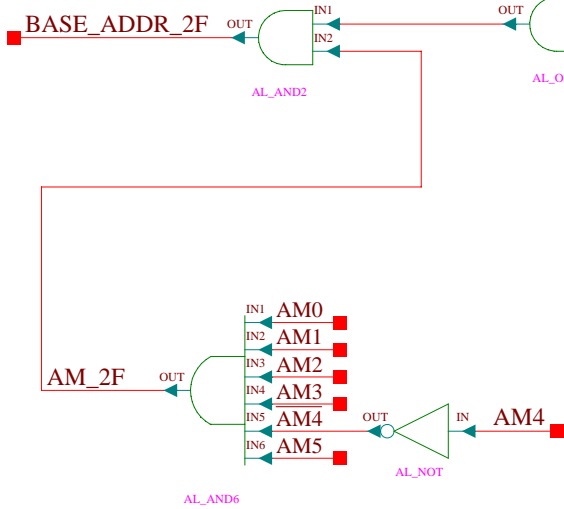 OUT
IN1
OUT
BASE_ADDR_2F
OUT
IN2
AL_AND2
AL_O
IN1 AM0
IN2 AM1
IN3 AM2
AM_2F OUT
IN4 AM3
IN5 AM4 OUT IN AM4
IN6 AM5
AL_NOT
AL_AND6